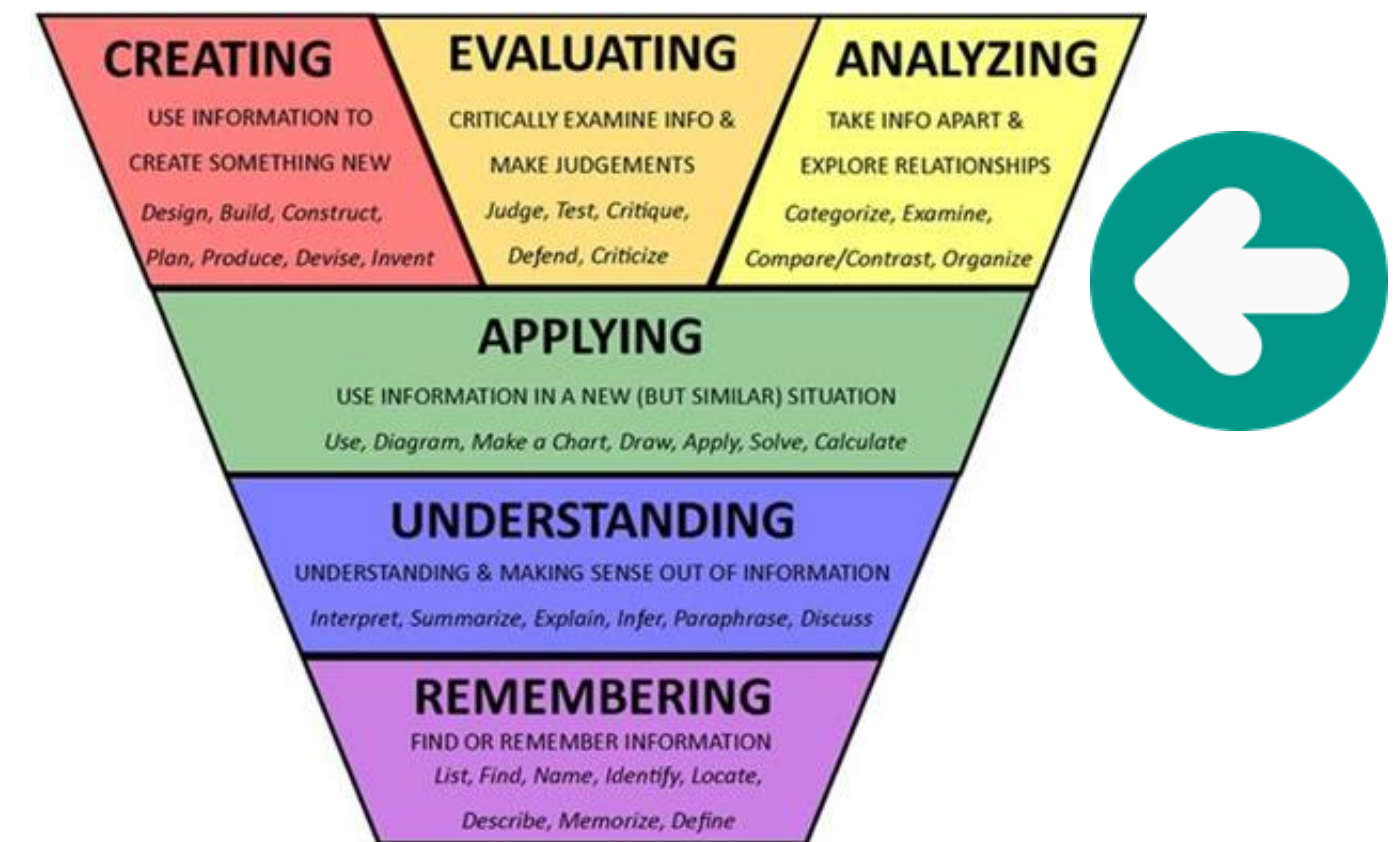 CREATING
USE INFORMATION TO
CREATE SOMETHING NEW
Design, Build, Construct,
Plan, Produce, Devise, Invent
EVALUATING
CRITICALLY EXAMINE INFO &
MAKE JUDGEMENTS
Judge, Test, Critique,
Defend, Criticize
ANALYZING
TAKE INFO APART &
EXPLORE RELATIONSHIPS
Categorize, Examine,
Compare/Contrast, Organize
APPLYING
USE INFORMATION IN A NEW (BUT SIMILAR) SITUATION
Use, Diagram, Make a Chart, Draw, Apply, Solve, Calculate
UNDERSTANDING
UNDERSTANDING & MAKING SENSE OUT OF INFORMATION
Interpret, Summarize, Explain, Infer, Paraphrase, Discuss
REMEMBERING
FIND OR REMEMBER INFORMATION
List, Find, Name, Identify, Locate,
Describe, Memorize, Define